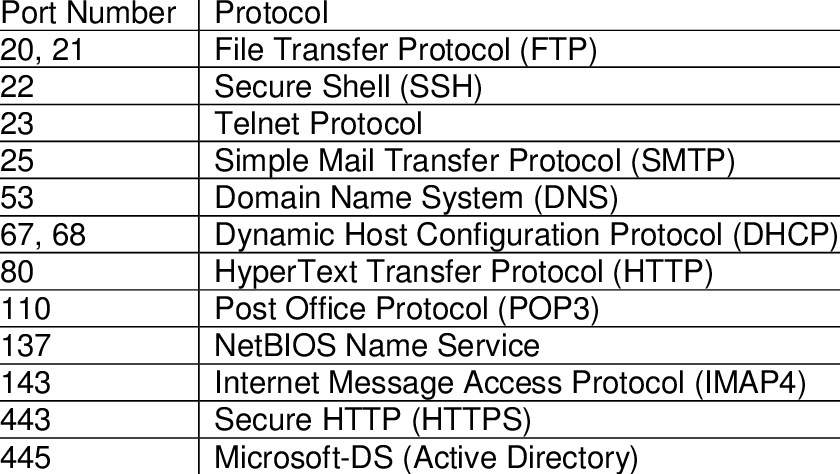 Port Number Protocol
20, 21 File Transfer Protocol (FTP)
22 Secure Shell (SSH)
23 Telnet Protocol
25 Simple Mail Transfer Protocol (SMTP)
53 Domain Name System (DNS)
67, 68 Dynamic Host Configuration Protocol (DHCP)
80 HyperText Transfer Protocol (HTTP)
110 Post Office Protocol (POP3)
137 NetBIOS Name Service
143 Internet Message Access Protocol (IMAP4)
443 Secure HTTP (HTTPS)
445 Microsoft-DS (Active Directory)